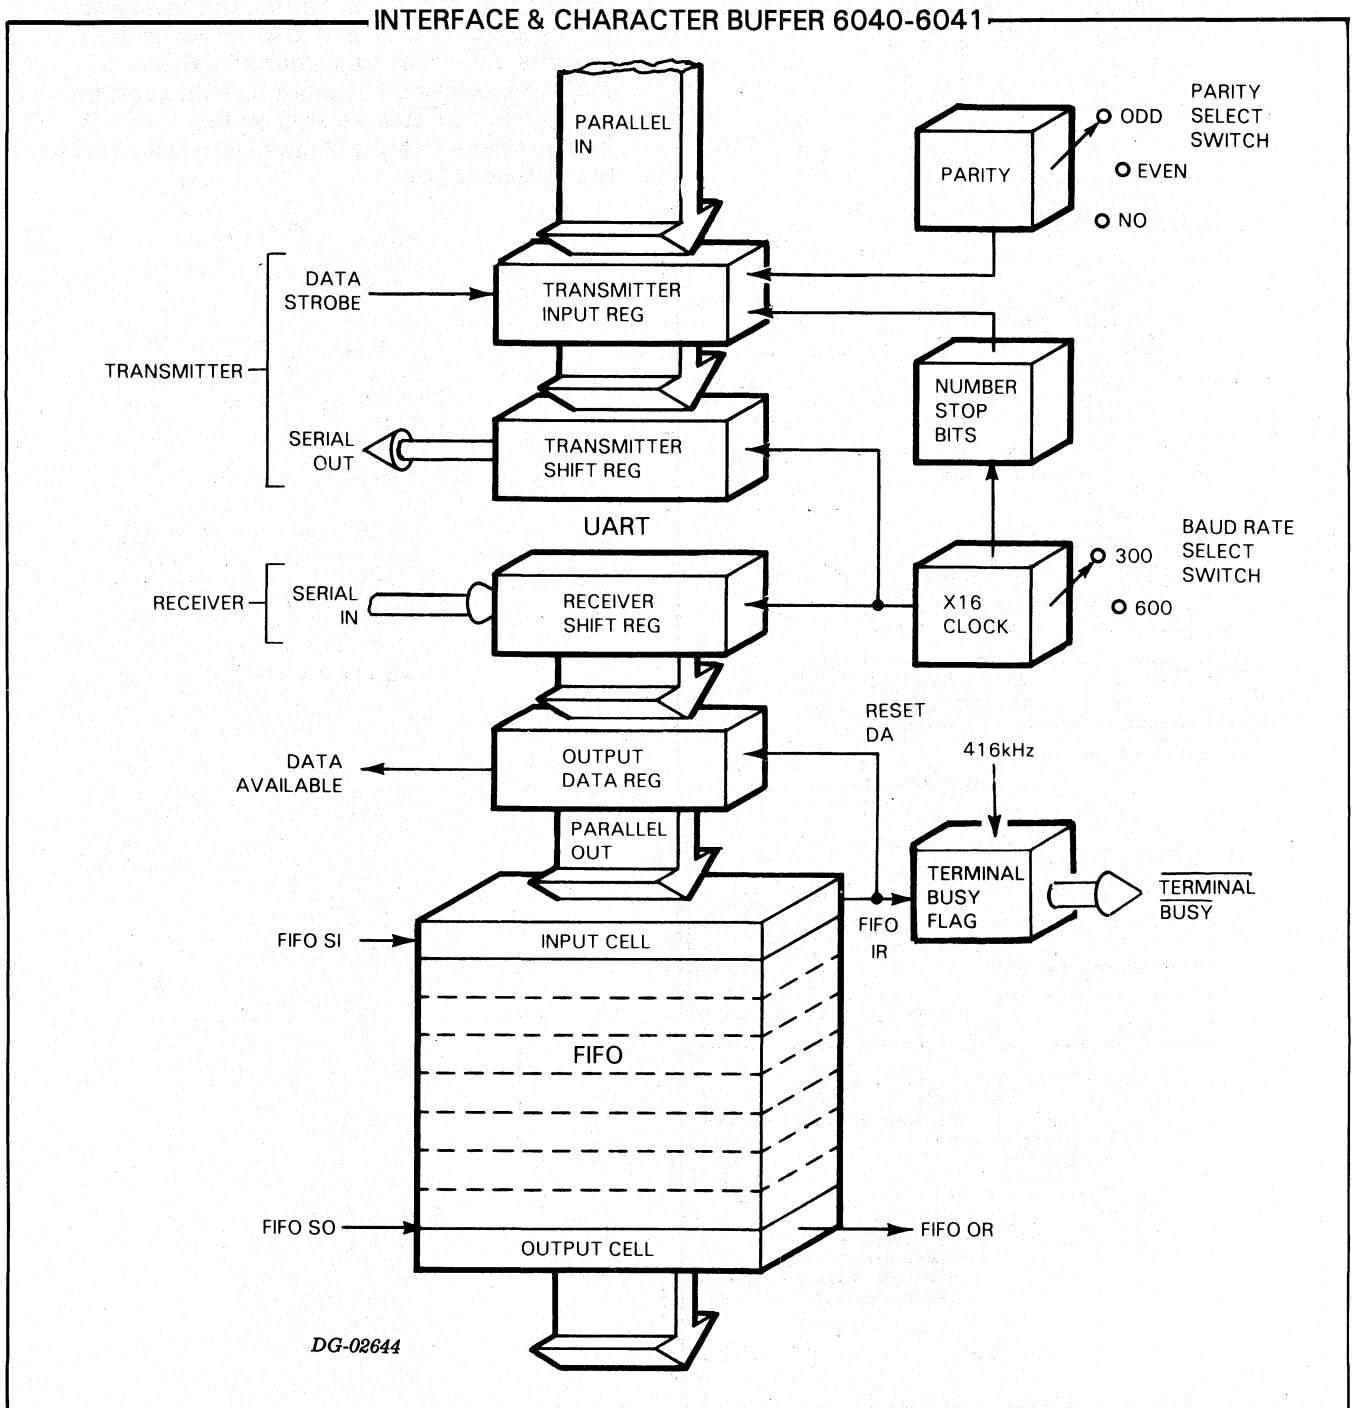 INTERFACE & CHARACTER BUFFER 6040-6041
PARALLEL
IN
PARITY
SELECT
SWITCH
ODD
EVEN
NO
PARITY
DATA
STROBE
TRANSMITTER
INPUT REG
TRANSMITTER
NUMBER
STOP
BITS
SERIAL
OUT
TRANSMITTER
SHIFT REG
UART
BAUD RATE
SELECT
SWITCH
300
600
X16
CLOCK
RECEIVER
SERIAL
IN
RECEIVER
SHIFT REG
RESET
DA
416kHz
DATA
AVAILABLE
OUTPUT
DATA REG
PARALLEL
OUT
TERMINAL
BUSY
FLAG
TERMINAL
BUSY
FIFO
IR
FIFO SI
INPUT CELL
FIFO
FIFO SO
FIFO OR
OUTPUT CELL
DG-02644